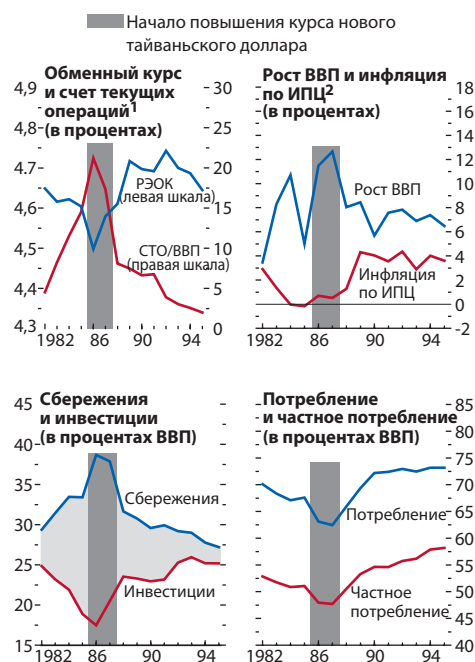 Начало повышения курса нового
тайваньского доллара
Обменный курс
и счет текущих
операций1
(в процентах)
4,9
4,8
4,7
4,6
4,5
4,4
4,3
30
25
20
15
10
5
0
РЭОК
(левая шкала)
СТО/ВВП
(правая шкала)
1982 86 90 94
Рост ВВП и инфляция
по ИПЦ2
(в процентах)
18
16
14
12
10
8
6
4
2
0
-2
Рост ВВП
Инфляция
по ИПЦ
1982 86 90 94
Сбережения
и инвестиции
(в процентах ВВП)
45
40
35
30
25
20
15
Сбережения
Инвестиции
1982 86 90 94
Потребление
и частное потребление
(в процентах ВВП)
85
80
75
70
65
60
55
50
45
40
Потребление
Частное
потребление
1982 86 90 94